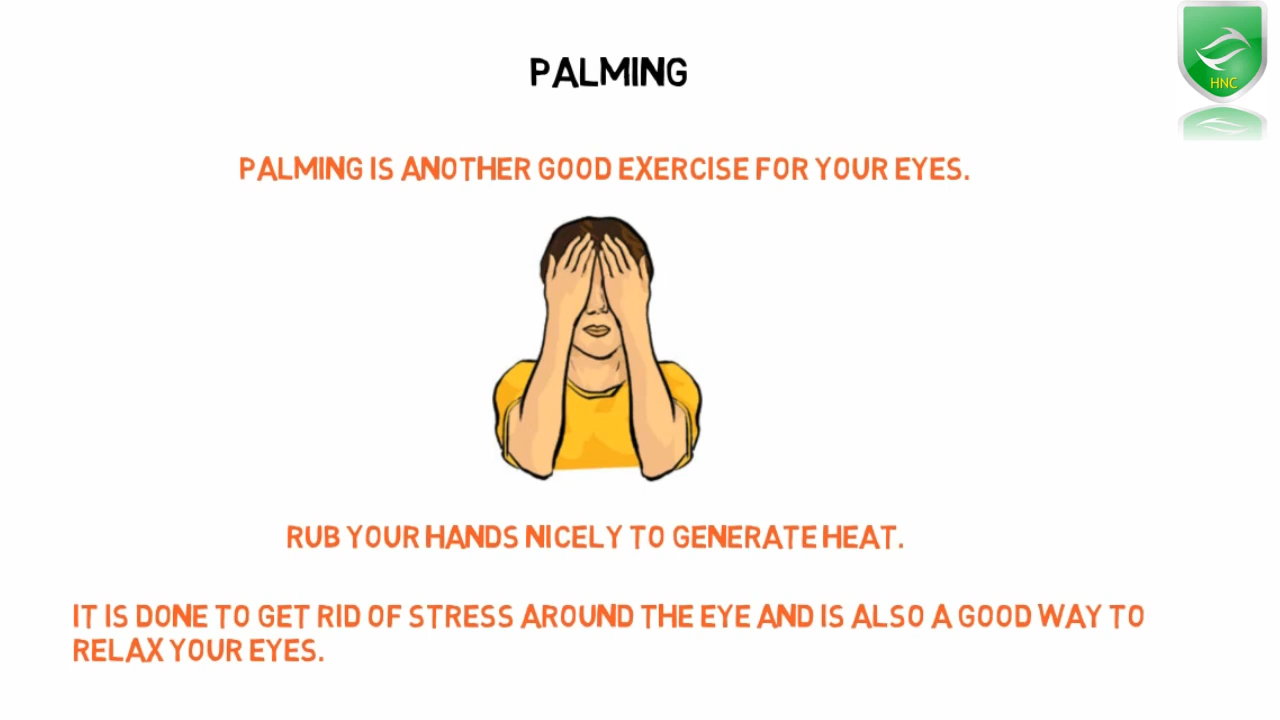 HNC
PALMING
PALMING IS ANOTHER GOOD EXERCISE FOR YOUR EYES.
RUB YOUR HANDS NICELY TO GENERATE HEAT.
IT IS DONE TO GET RID OF STRESS AROUND THE EYE AND IS ALSO A GOOD WAY TO
RELAX YOUR EYES.